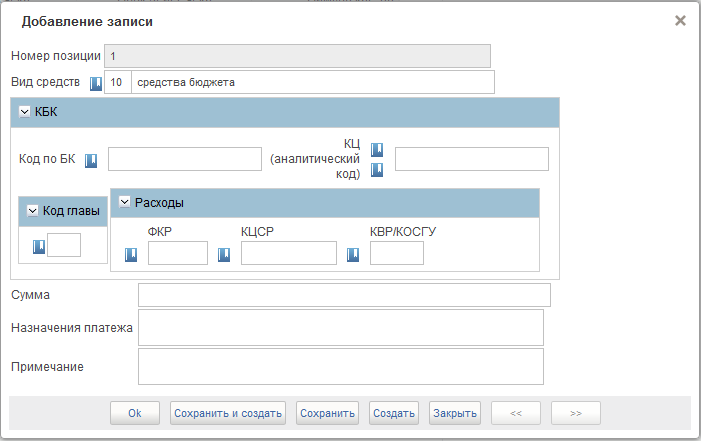 Добавление записи
Номер позиции 1
Вид средств 10 средства бюджета
КБК
Код по БК
КЦ
(аналитический
код)
Код главы
Расходы
ФКР КЦСР КВР/КОСГУ
Сумма
Назначения платежа
Примечание
Ok Сохранить и создать Сохранить Создать Закрыть << >>